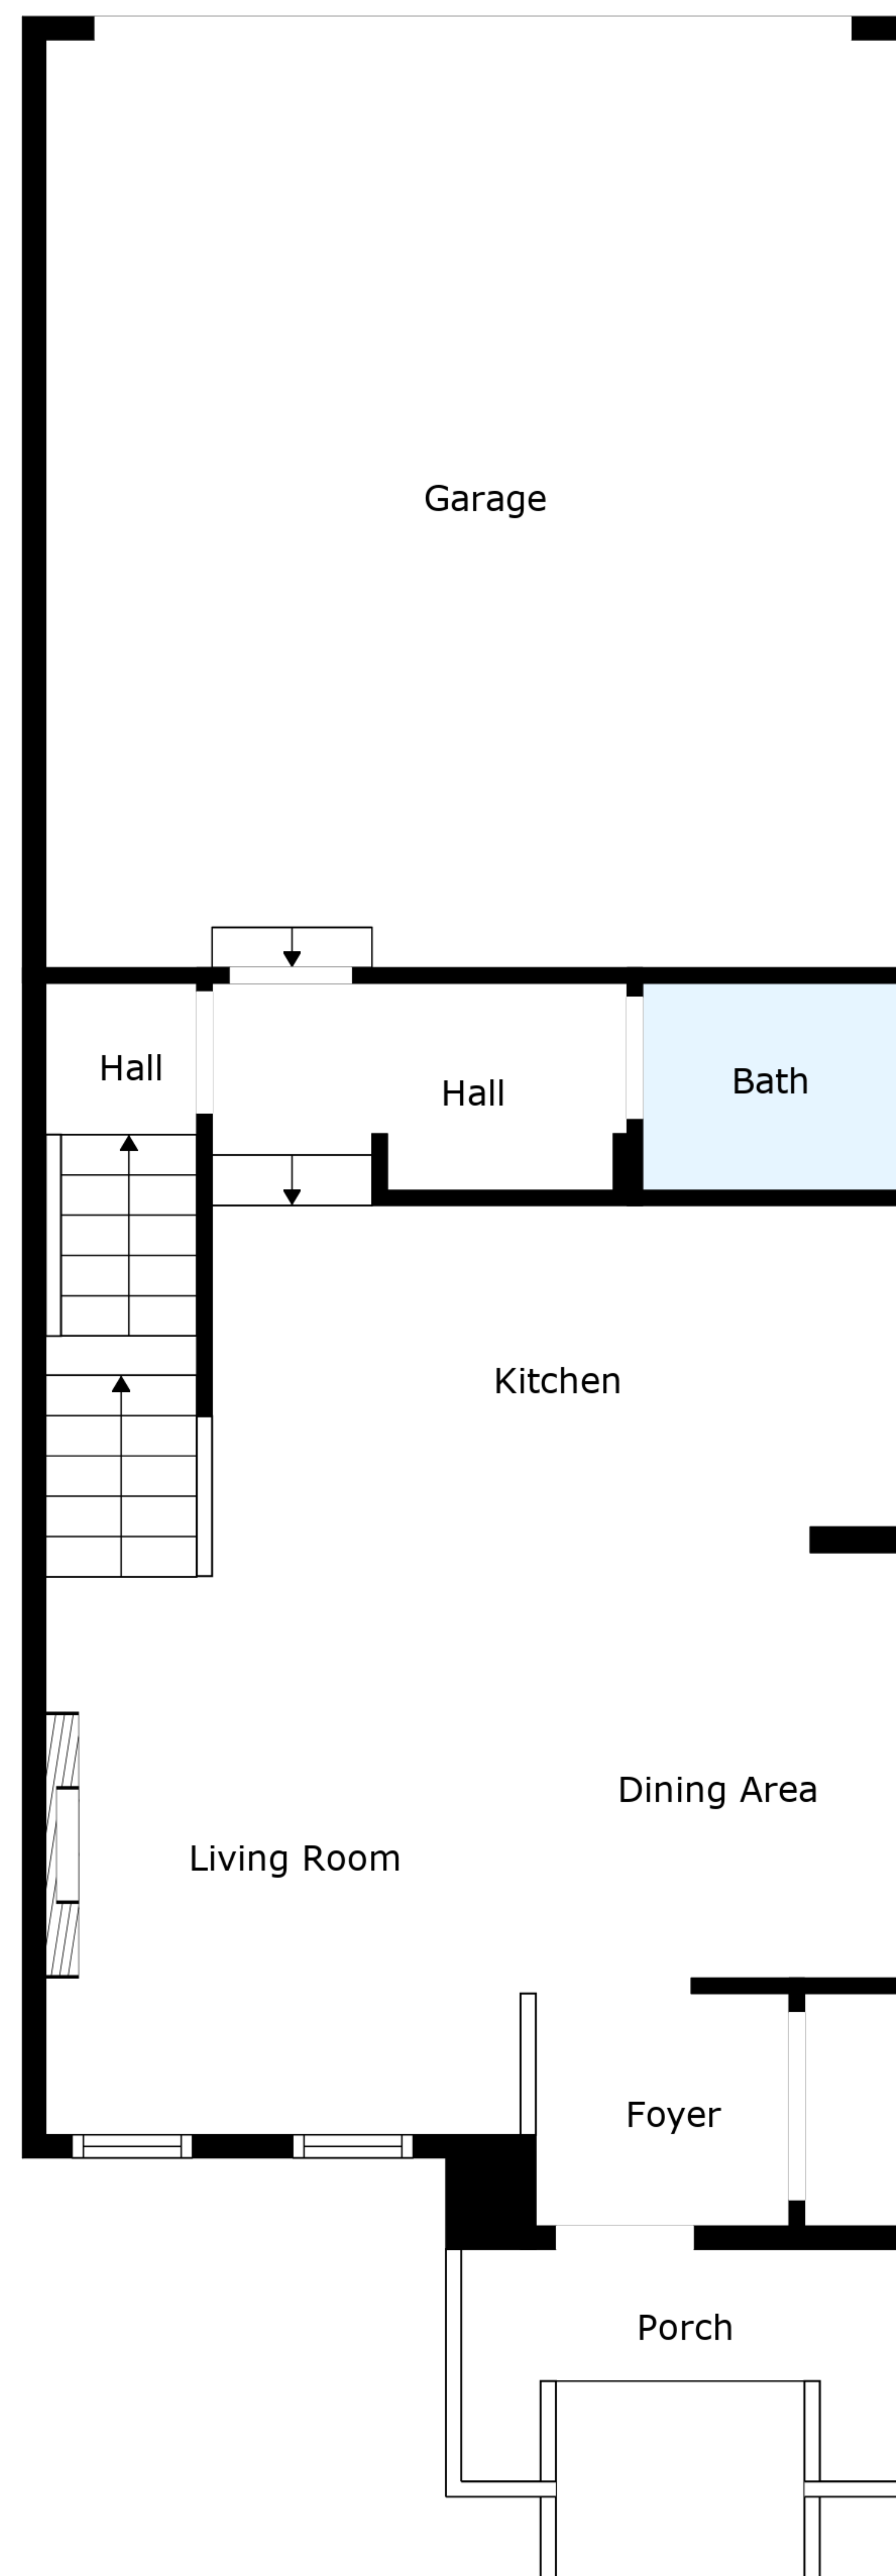 Garage
Hall
Hall
Bath
Kitchen
Dining Area
Living Room
Foyer
Porch